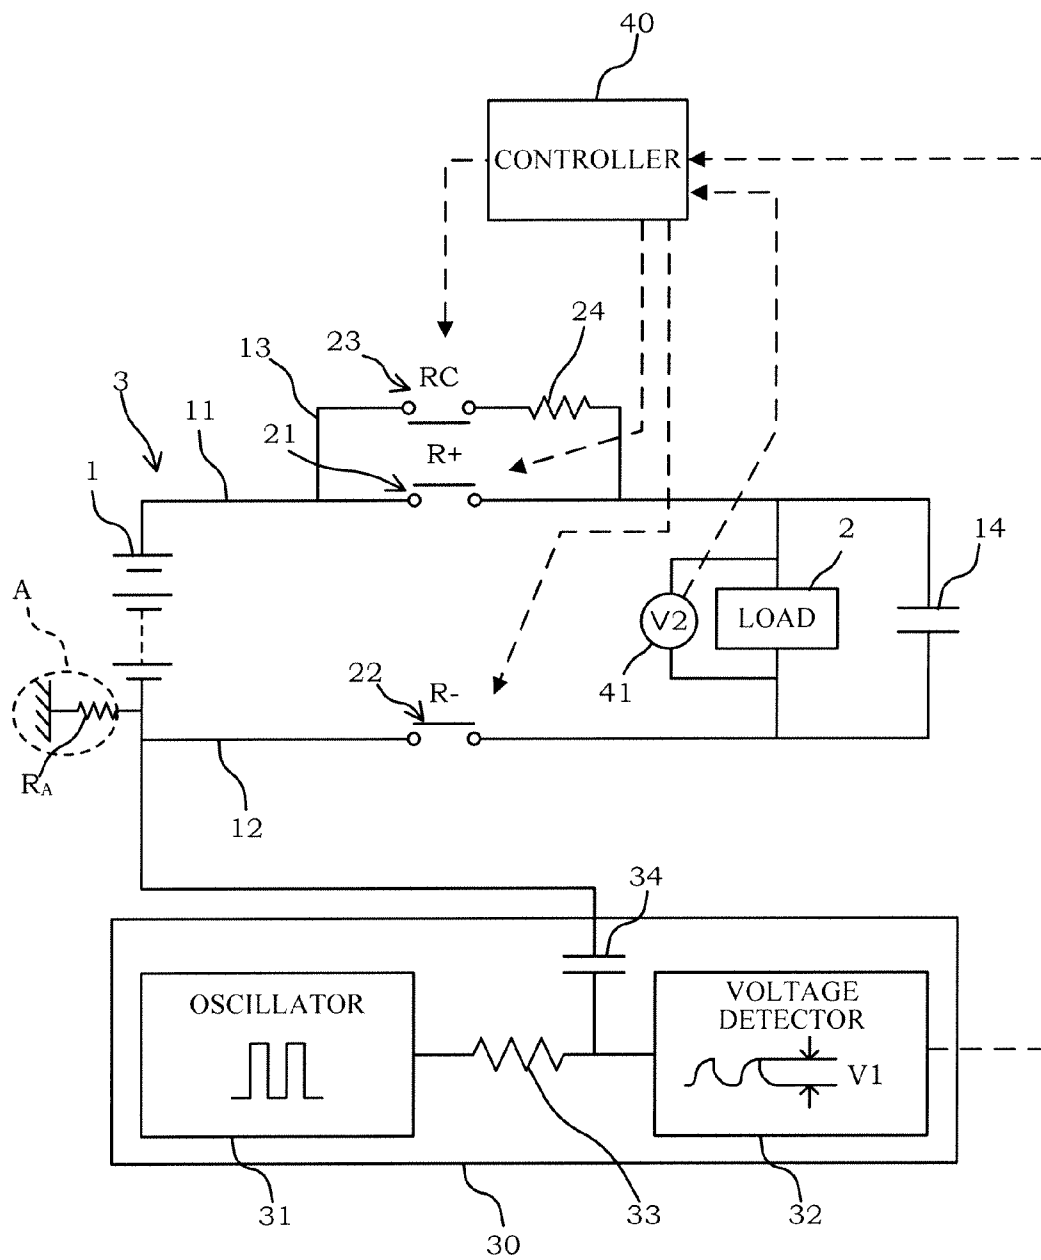 40
CONTROLLER
24
23
13
RC
3
11
21
R+
1
2
14
A
V2
LOAD
41
22
R-
RA
12
34
OSCILLATOR
VOLTAGE
DETECTOR
V1
31
33
32
30